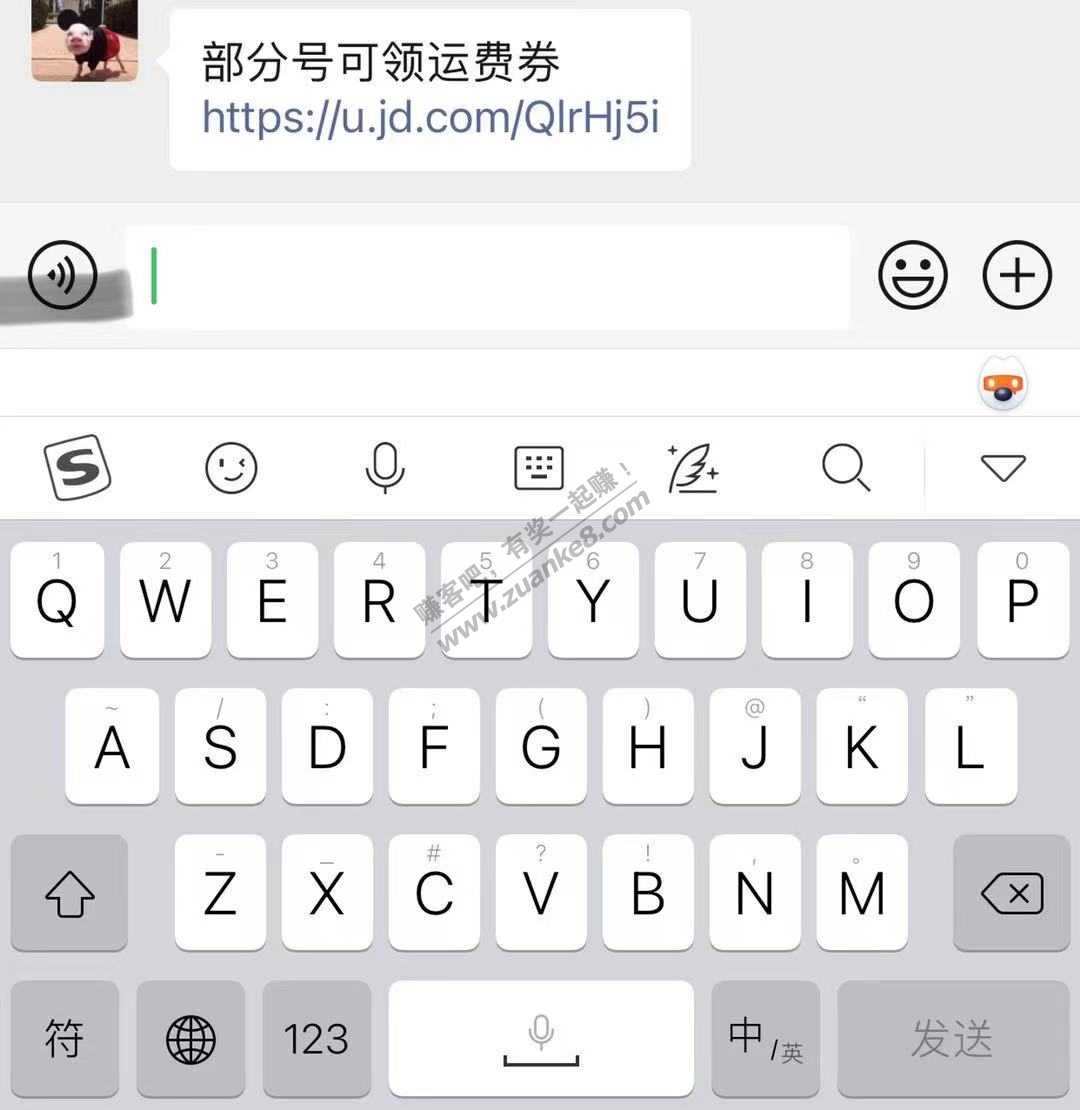 部分号可领运费券
https://u.jd.com/QlrHj5i
S
1 2 3 4 5 6 7 8 9 0
Q W E R T Y U I O P
赚客吧，有奖一起赚！
www.zuanke8.com
~ / : ; ( ) @ “ ”
A S D F G H J K L
- _ # ? ! , 。
Z X C V B N M
符 123 中/英 发送